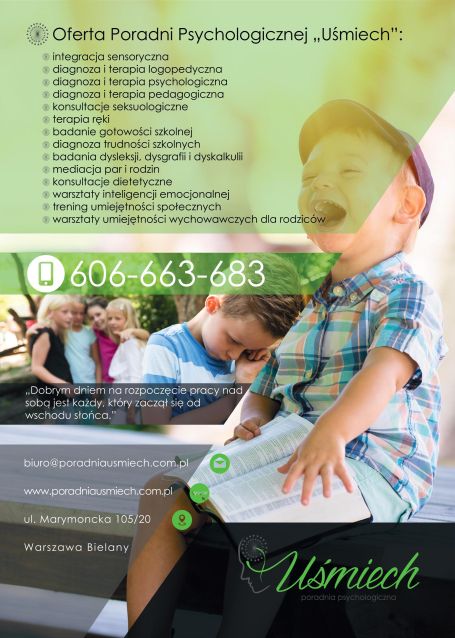 Oferta Poradni Psychologicznej „Uśmiech”:
integracja sensoryczna
diagnoza i terapia logopedyczna
diagnoza i terapia psychologiczna
diagnoza i terapia pedagogiczna
konsultacje seksuologiczne
terapia ręki
badanie gotowości szkolnej
diagnoza trudności szkolnych
badania dysleksji, dysgrafii i dyskalkulii
mediacja par i rodzin
konsultacje dietetyczne
warsztaty inteligencji emocjonalnej
trening umiejętności społecznych
warsztaty umiejętności wychowawczych dla rodziców
606-663-683
„Dobrym dniem na rozpoczęcie pracy nad
sobą jest każdy, który zaczął się od
wschodu słońca.”
biuro@poradniausmiech.com.pl
www.poradniausmiech.com.pl
ul. Marymoncka 105/20
Warszawa Bielany
Uśmiech
poradnia psychologiczna